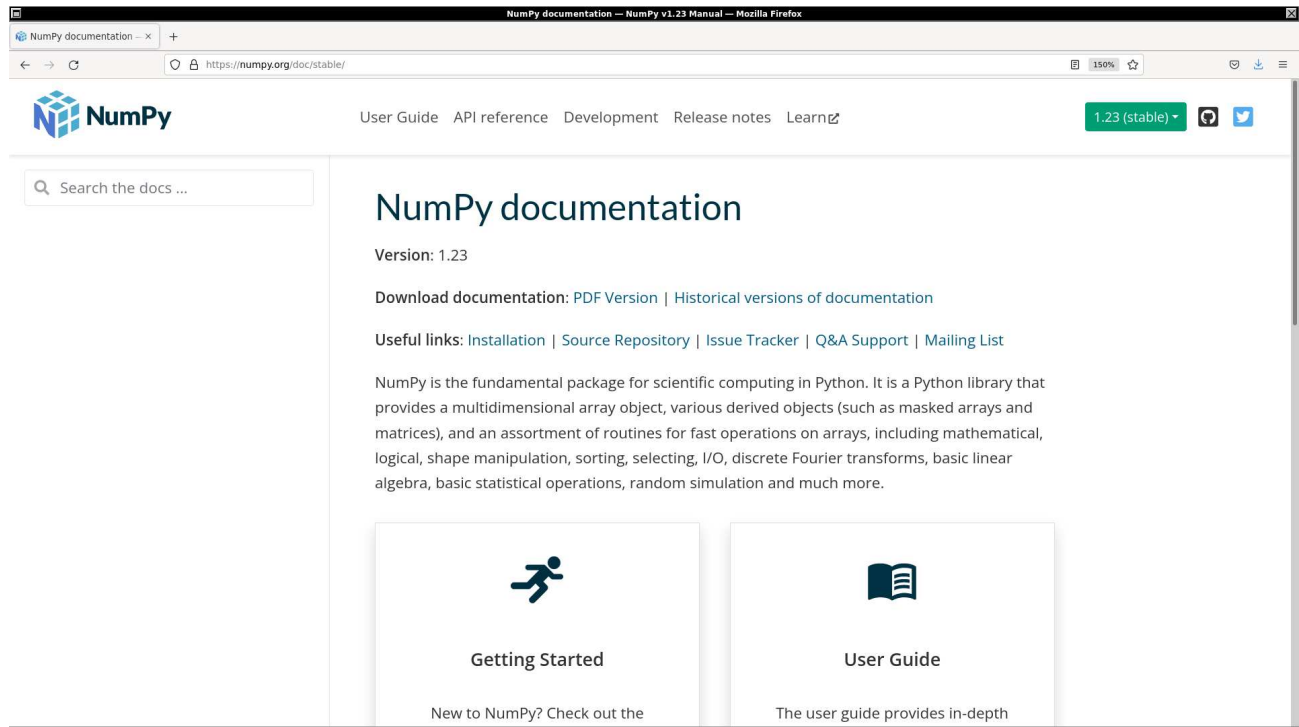 NumPy documentation — NumPy v1.23 Manual — Mozilla Firefox
NumPy documentation — ×
+
https://numpy.org/doc/stable/
150%
NumPy
User Guide API reference Development Release notes Learn
1.23 (stable)
Search the docs ...
NumPy documentation
Version: 1.23
Download documentation: PDF Version | Historical versions of documentation
Useful links: Installation | Source Repository | Issue Tracker | Q&A Support | Mailing List
NumPy is the fundamental package for scientific computing in Python. It is a Python library that
provides a multidimensional array object, various derived objects (such as masked arrays and
matrices), and an assortment of routines for fast operations on arrays, including mathematical,
logical, shape manipulation, sorting, selecting, I/O, discrete Fourier transforms, basic linear
algebra, basic statistical operations, random simulation and much more.
Getting Started
New to NumPy? Check out the
User Guide
The user guide provides in-depth